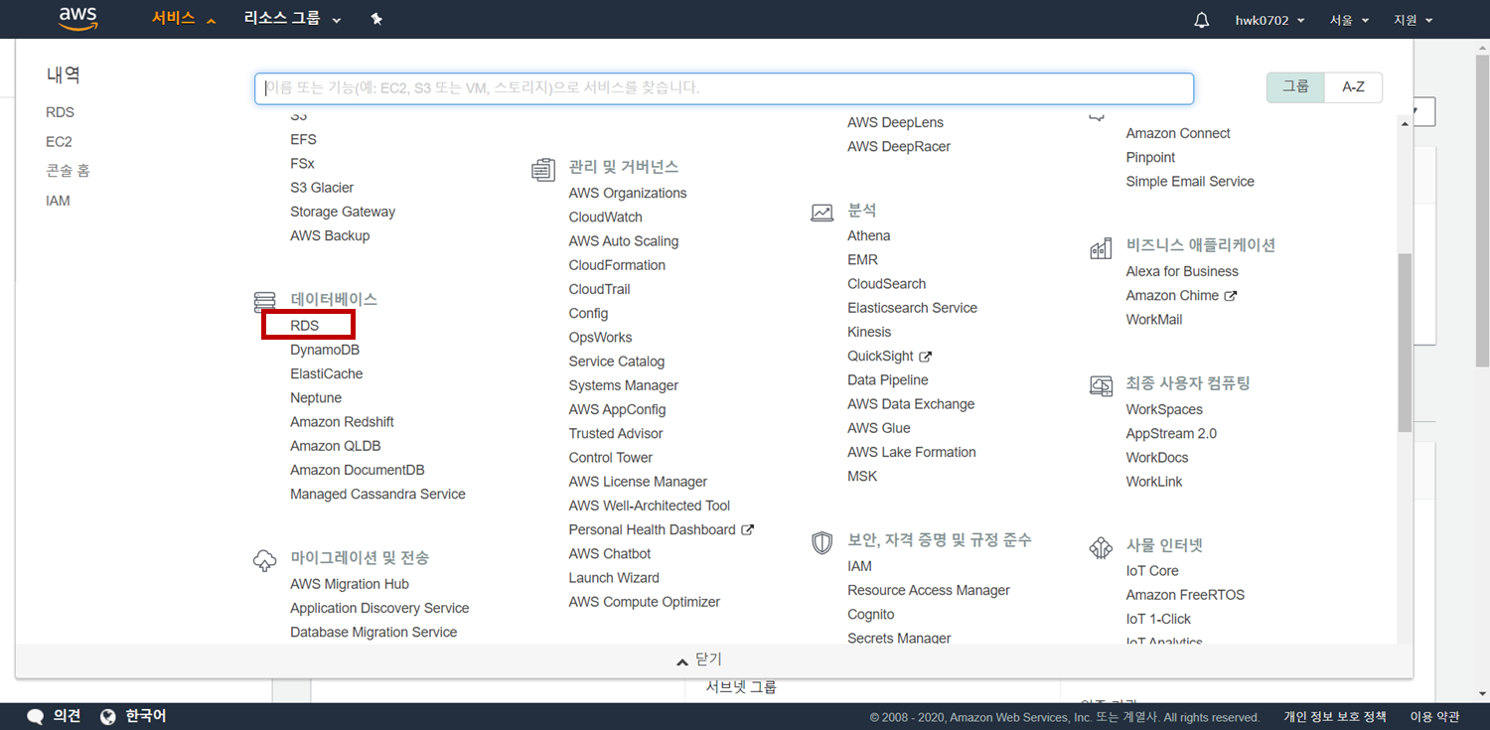 aws 서비스 리소스 그룹 hwk0702 서울 지원
내역
RDS
EC2
콘솔 홈
IAM
이름 또는 기능(예: EC2, S3 또는 VM, 스토리지)으로 서비스를 찾습니다.
그룹 A-Z
S3
EFS
FSx
S3 Glacier
Storage Gateway
AWS Backup
데이터베이스
RDS
DynamoDB
ElastiCache
Neptune
Amazon Redshift
Amazon QLDB
Amazon DocumentDB
Managed Cassandra Service
마이그레이션 및 전송
AWS Migration Hub
Application Discovery Service
Database Migration Service
관리 및 거버넌스
AWS Organizations
CloudWatch
AWS Auto Scaling
CloudFormation
CloudTrail
Config
OpsWorks
Service Catalog
Systems Manager
AWS AppConfig
Trusted Advisor
Control Tower
AWS License Manager
AWS Well-Architected Tool
Personal Health Dashboard
AWS Chatbot
Launch Wizard
AWS Compute Optimizer
AWS DeepLens
AWS DeepRacer
분석
Athena
EMR
CloudSearch
Elasticsearch Service
Kinesis
QuickSight
Data Pipeline
AWS Data Exchange
AWS Glue
AWS Lake Formation
MSK
보안, 자격 증명 및 규정 준수
IAM
Resource Access Manager
Cognito
Secrets Manager
Amazon Connect
Pinpoint
Simple Email Service
비즈니스 애플리케이션
Alexa for Business
Amazon Chime
WorkMail
최종 사용자 컴퓨팅
WorkSpaces
AppStream 2.0
WorkDocs
WorkLink
사물 인터넷
IoT Core
Amazon FreeRTOS
IoT 1-Click
IoT Analytics
닫기
서브넷 그룹
의견 한국어 © 2008 - 2020, Amazon Web Services, Inc. 또는 계열사. All rights reserved. 개인 정보 보호 정책 이용 약관